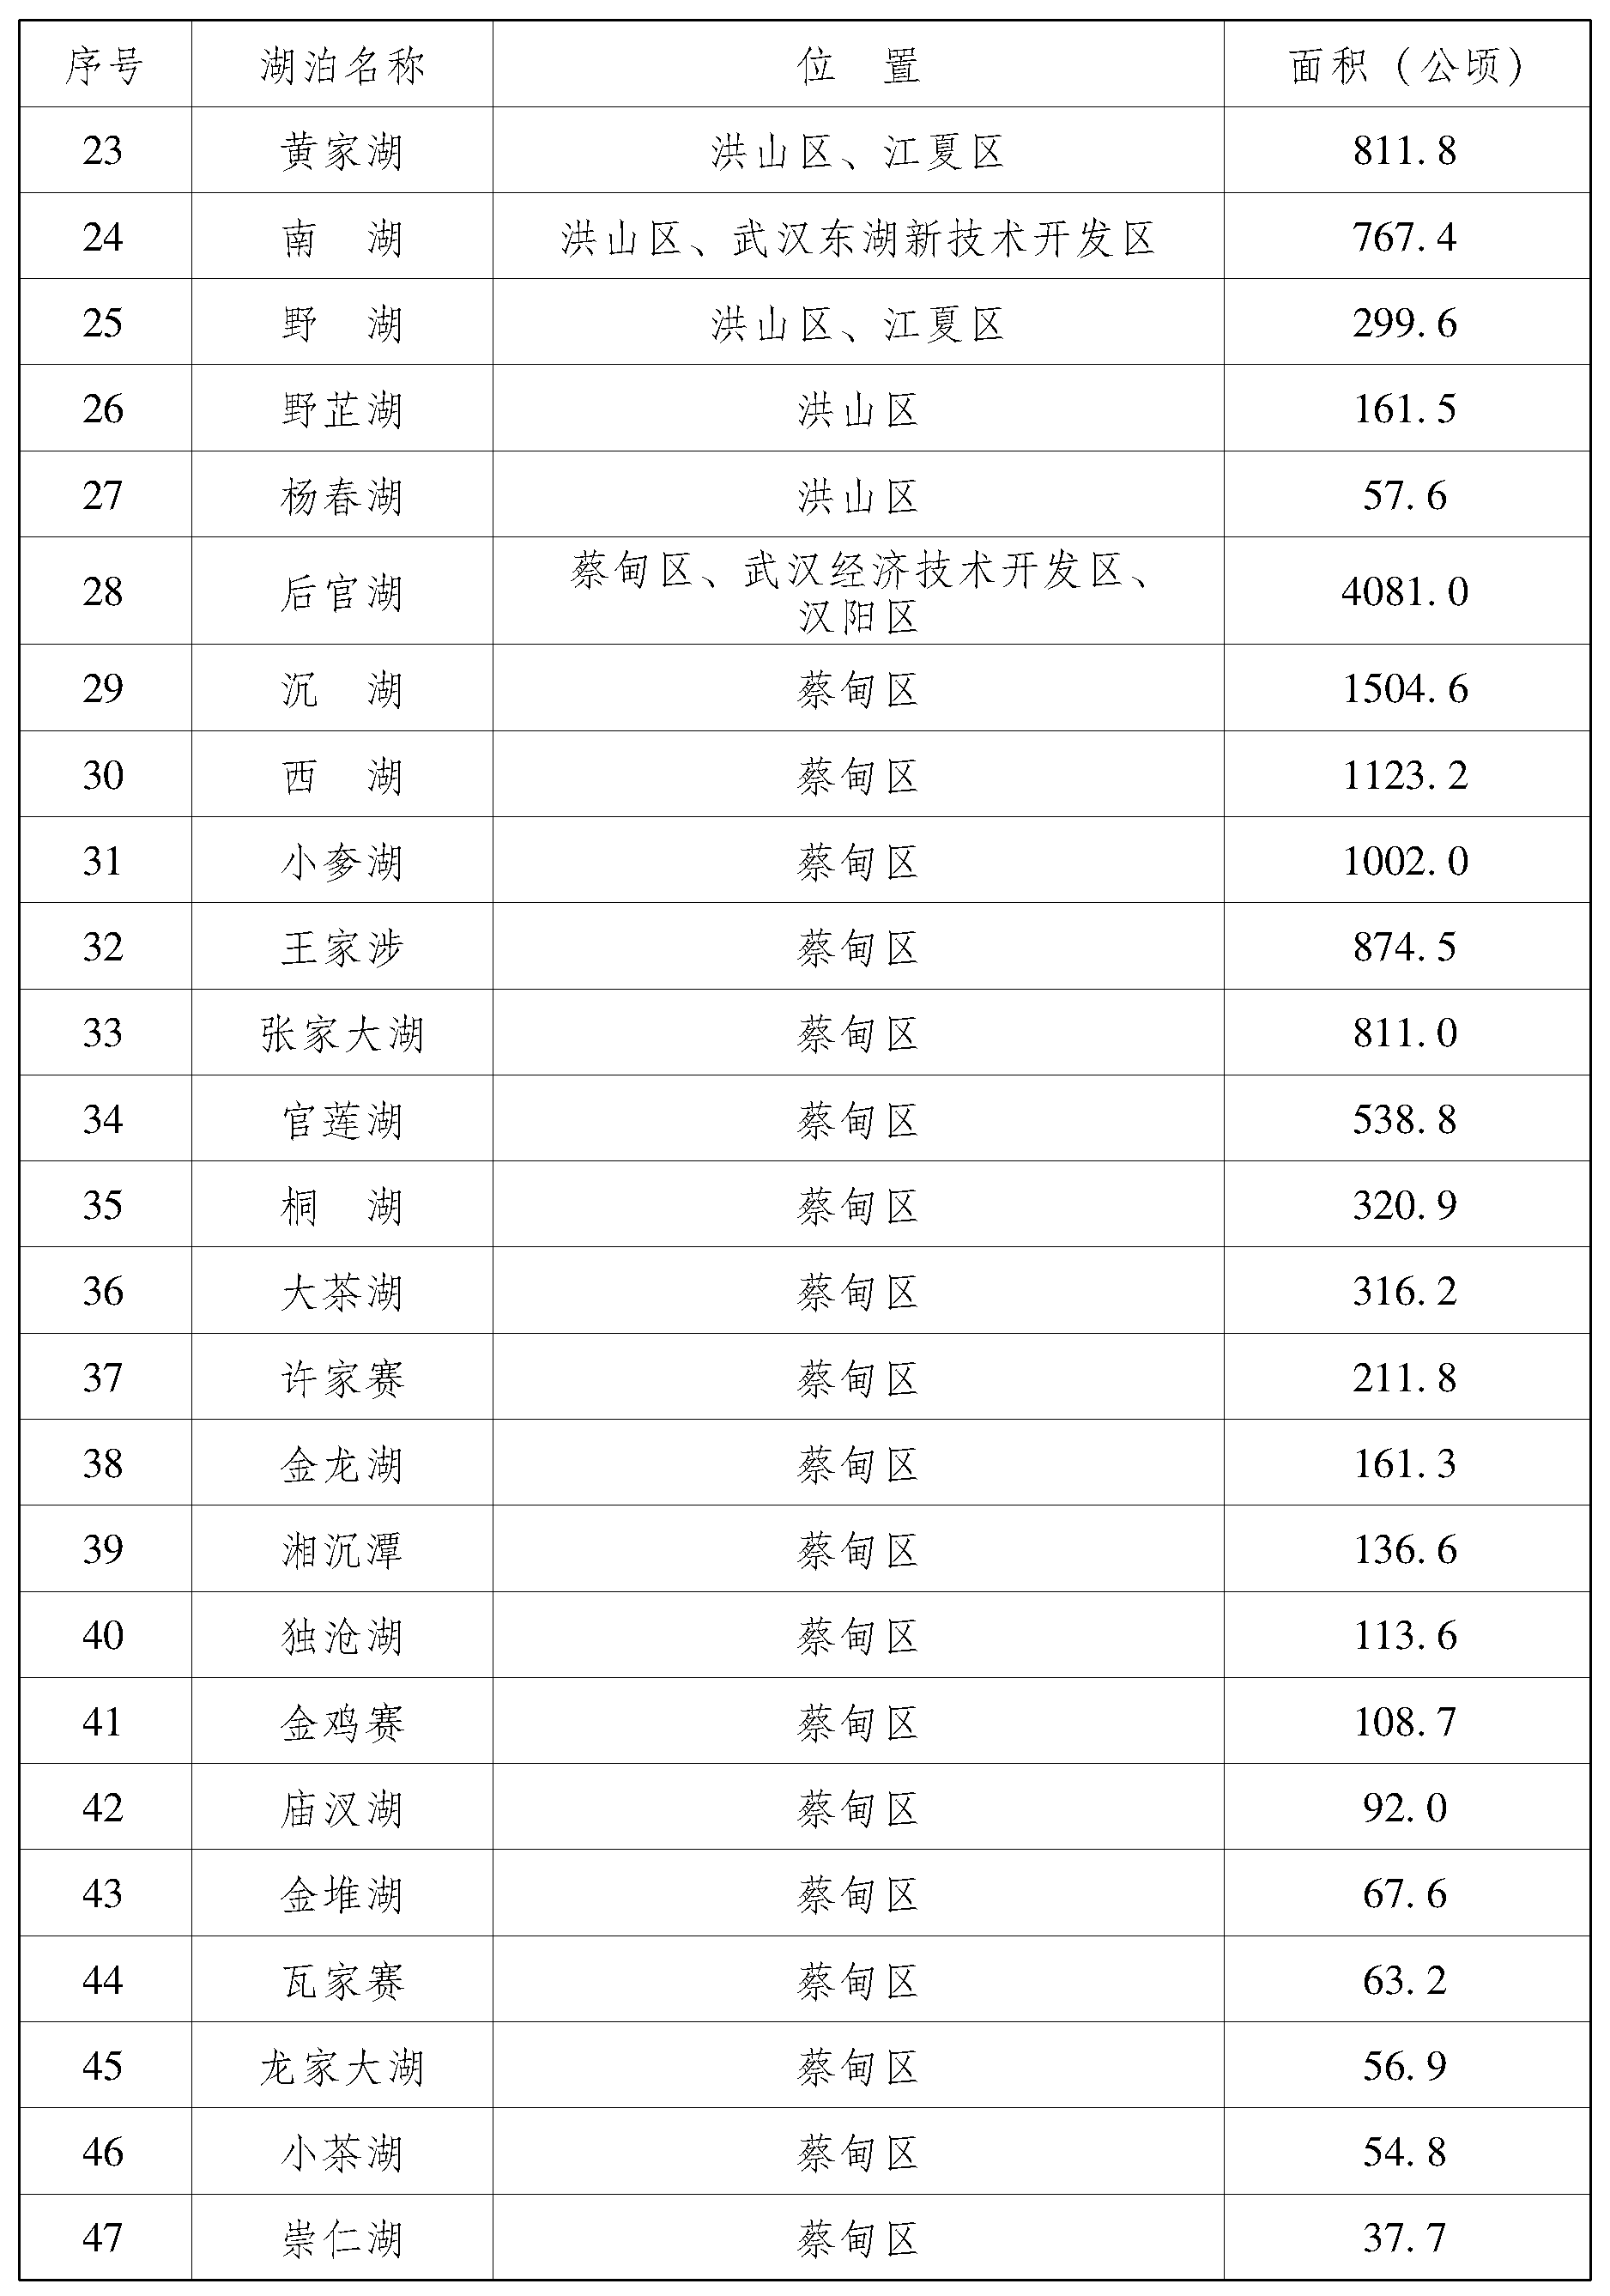 序号 湖泊名称 位 置 面积（公顷）
23 黄家湖 洪山区、江夏区 811.8
24 南 湖 洪山区、武汉东湖新技术开发区 767.4
25 野 湖 洪山区、江夏区 299.6
26 野芷湖 洪山区 161.5
27 杨春湖 洪山区 57.6
28 后官湖 蔡甸区、武汉经济技术开发区、
汉阳区 4081.0
29 沉 湖 蔡甸区 1504.6
30 西 湖 蔡甸区 1123.2
31 小奓湖 蔡甸区 1002.0
32 王家涉 蔡甸区 874.5
33 张家大湖 蔡甸区 811.0
34 官莲湖 蔡甸区 538.8
35 桐 湖 蔡甸区 320.9
36 大茶湖 蔡甸区 316.2
37 许家赛 蔡甸区 211.8
38 金龙湖 蔡甸区 161.3
39 湘沉潭 蔡甸区 136.6
40 独沧湖 蔡甸区 113.6
41 金鸡赛 蔡甸区 108.7
42 庙汊湖 蔡甸区 92.0
43 金堆湖 蔡甸区 67.6
44 瓦家赛 蔡甸区 63.2
45 龙家大湖 蔡甸区 56.9
46 小茶湖 蔡甸区 54.8
47 崇仁湖 蔡甸区 37.7